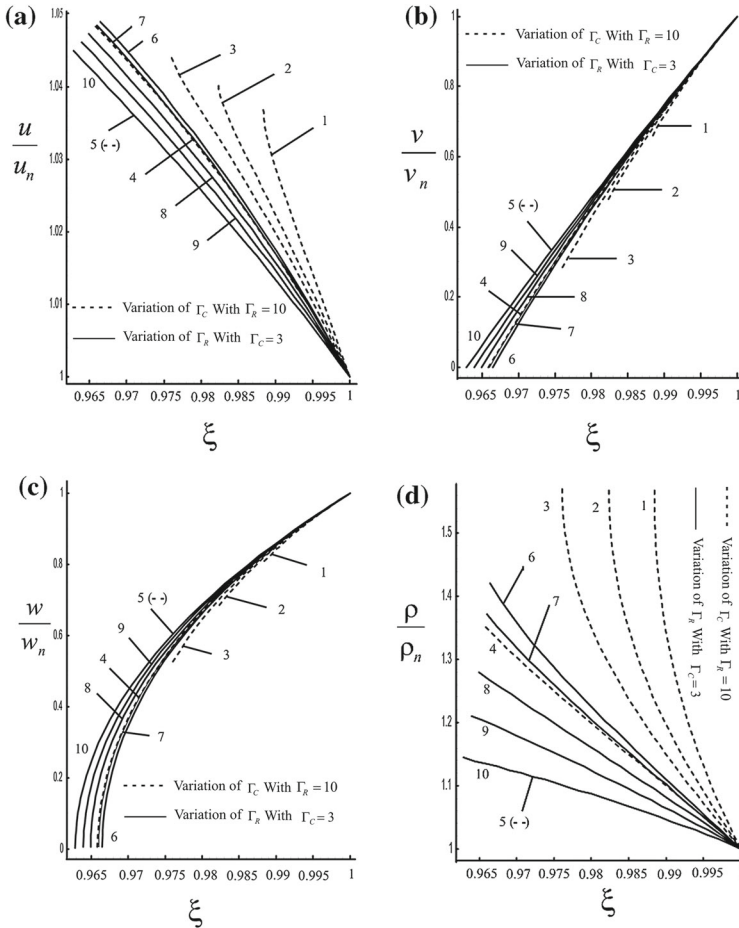 (a)
u
uₙ
1.05
1.04
1.03
1.02
1.01
1
7
6
3
2
1
10
5 (- -)
4
8
9
Variation of Γ_C With Γ_R = 10
Variation of Γ_R With Γ_C = 3
0.965 0.97 0.975 0.98 0.985 0.99 0.995 1
ξ
(b)
v
vₙ
1
0.8
0.6
0.4
0.2
0
Variation of Γ_C With Γ_R = 10
Variation of Γ_R With Γ_C = 3
1
2
5 (- -)
9
3
4
8
10
7
6
0.965 0.97 0.975 0.98 0.985 0.99 0.995 1
ξ
(c)
w
wₙ
1
0.8
0.6
0.4
0.2
0
1
5 (- -)
2
9
3
4
8
10
7
6
Variation of Γ_C With Γ_R = 10
Variation of Γ_R With Γ_C = 3
0.965 0.97 0.975 0.98 0.985 0.99 0.995 1
ξ
(d)
ρ
ρₙ
1.5
1.4
1.3
1.2
1.1
1
3
2
1
6
7
4
8
9
10
5 (- -)
Variation of Γ_R With Γ_C = 3
Variation of Γ_C With Γ_R = 10
0.965 0.97 0.975 0.98 0.985 0.99 0.995
ξ